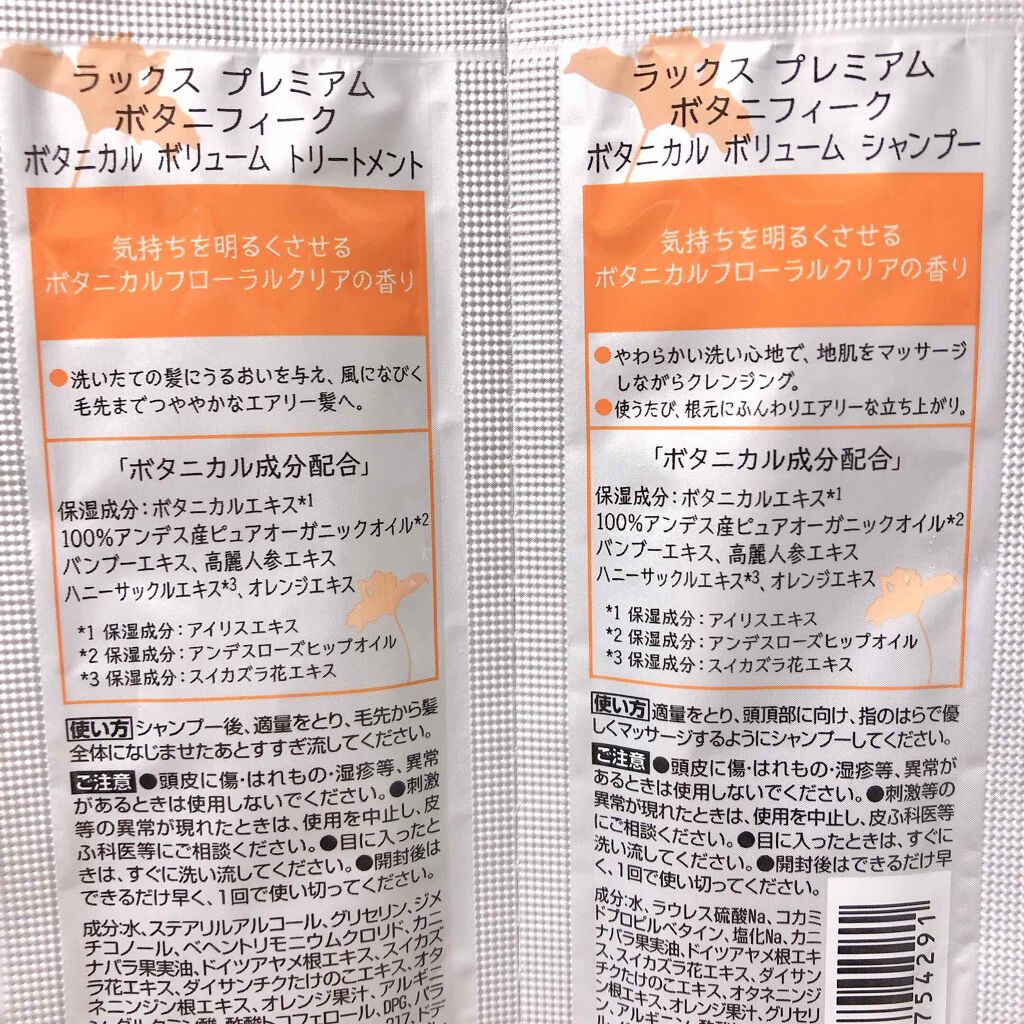 ラックス プレミアム
ボタニフィーク
ボタニカル ボリューム トリートメント
気持ちを明るくさせる
ボタニカルフローラルクリアの香り
●洗いたての髪にうるおいを与え、風になびく
毛先までつややかなエアリー髪へ。
「ボタニカル成分配合」
保湿成分：ボタニカルエキス*1
100%アンデス産ピュアオーガニックオイル*2
バンブーエキス、高麗人参エキス
ハニーサックルエキス*3、オレンジエキス
*1 保湿成分：アイリスエキス
*2 保湿成分：アンデスローズヒップオイル
*3 保湿成分：スイカズラ花エキス
使い方 シャンプー後、適量をとり、毛先から髪
全体になじませたあとすすぎ流してください。
ご注意 ●頭皮に傷・はれもの・湿疹等、異常
があるときは使用しないでください。●刺激
等の異常が現れたときは、使用を中止し、皮
ふ科医等にご相談ください。●目に入ったと
きは、すぐに洗い流してください。●開封後は
できるだけ早く、1回で使い切ってください。
成分:水、ステアリルアルコール、グリセリン、ジメ
チコノール、ベヘントリモニウムクロリド、カニ
ナバラ果実油、ドイツアヤメ根エキス、スイカズ
ラ花エキス、ダイサンチクたけのこエキス、オタ
ネニンジン根エキス、オレンジ果汁、アルギニ
ン、グルタミン酸、酢酸トコフェロール、DPG、パラ
ラックス プレミアム
ボタニフィーク
ボタニカル ボリューム シャンプー
気持ちを明るくさせる
ボタニカルフローラルクリアの香り
●やわらかい洗い心地で、地肌をマッサージ
しながらクレンジング。
●使うたび、根元にふんわりエアリーな立ち上がり。
「ボタニカル成分配合」
保湿成分：ボタニカルエキス*1
100%アンデス産ピュアオーガニックオイル*2
バンブーエキス、高麗人参エキス
ハニーサックルエキス*3、オレンジエキス
*1 保湿成分：アイリスエキス
*2 保湿成分：アンデスローズヒップオイル
*3 保湿成分：スイカズラ花エキス
使い方 適量をとり、頭頂部に向け、指のはらで優
しくマッサージするようにシャンプーしてください。
ご注意 ●頭皮に傷・はれもの・湿疹等、異常が
あるときは使用しないでください。●刺激等の
異常が現れたときは、使用を中止し、皮ふ科医等
にご相談ください。●目に入ったときは、すぐに
洗い流してください。●開封後はできるだけ早
く、1回で使い切ってください。
成分:水、ラウレス硫酸Na、コカミ
ドプロピルベタイン、塩化Na、カニ
ナバラ果実油、ドイツアヤメ根エキ
ス、スイカズラ花エキス、ダイサン
チクたけのこエキス、オタネニンジ
ン根エキス、オレンジ果汁、グリセリ
ン、アルギニン、
754291